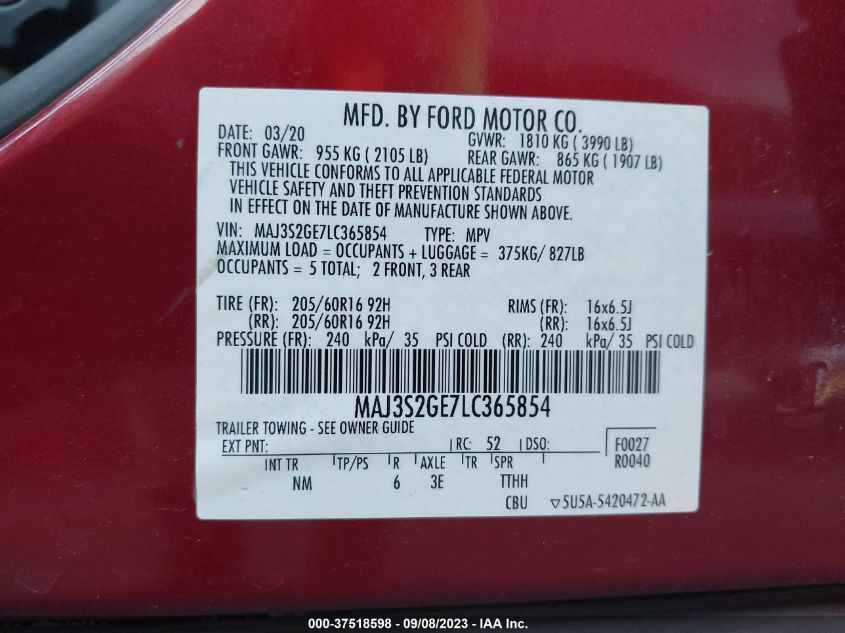 MFD. BY FORD MOTOR CO.
DATE: 03/20 GVWR: 1810 KG ( 3990 LB)
FRONT GAWR: 955 KG ( 2105 LB) REAR GAWR: 865 KG ( 1907 LB)
THIS VEHICLE CONFORMS TO ALL APPLICABLE FEDERAL MOTOR
VEHICLE SAFETY AND THEFT PREVENTION STANDARDS
IN EFFECT ON THE DATE OF MANUFACTURE SHOWN ABOVE.
VIN: MAJ3S2GE7LC365854 TYPE: MPV
MAXIMUM LOAD = OCCUPANTS + LUGGAGE = 375KG/ 827LB
OCCUPANTS = 5 TOTAL; 2 FRONT, 3 REAR
TIRE (FR): 205/60R16 92H RIMS (FR): 16x6.5J
(RR): 205/60R16 92H (RR): 16x6.5J
PRESSURE (FR): 240 kPa/ 35 PSI COLD (RR): 240 kPa/ 35 PSI COLD
MAJ3S2GE7LC365854
TRAILER TOWING - SEE OWNER GUIDE
EXT PNT: RC: 52 DSO: F0027
R0040
INT TR TP/PS R AXLE TR SPR
NM 6 3E TTHH
CBU ▽5U5A-5420472-AA
000-37518598 - 09/08/2023 - IAA Inc.